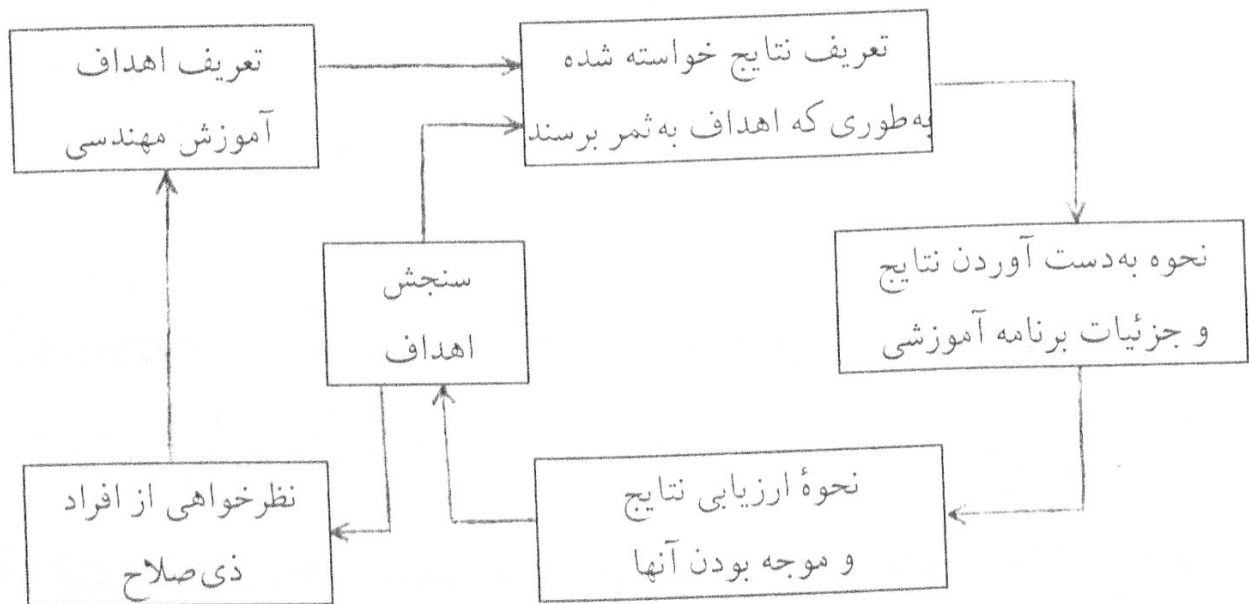 تعریف اهداف
آموزش مهندسی
تعریف نتایج خواسته شده
به‌طوری که اهداف به‌ثمر برسند
نحوه به‌دست آوردن نتایج
و جزئیات برنامه آموزشی
سنجش
اهداف
نحوهٔ ارزیابی نتایج
و موجه بودن آنها
نظرخواهی از افراد
ذی‌صلاح